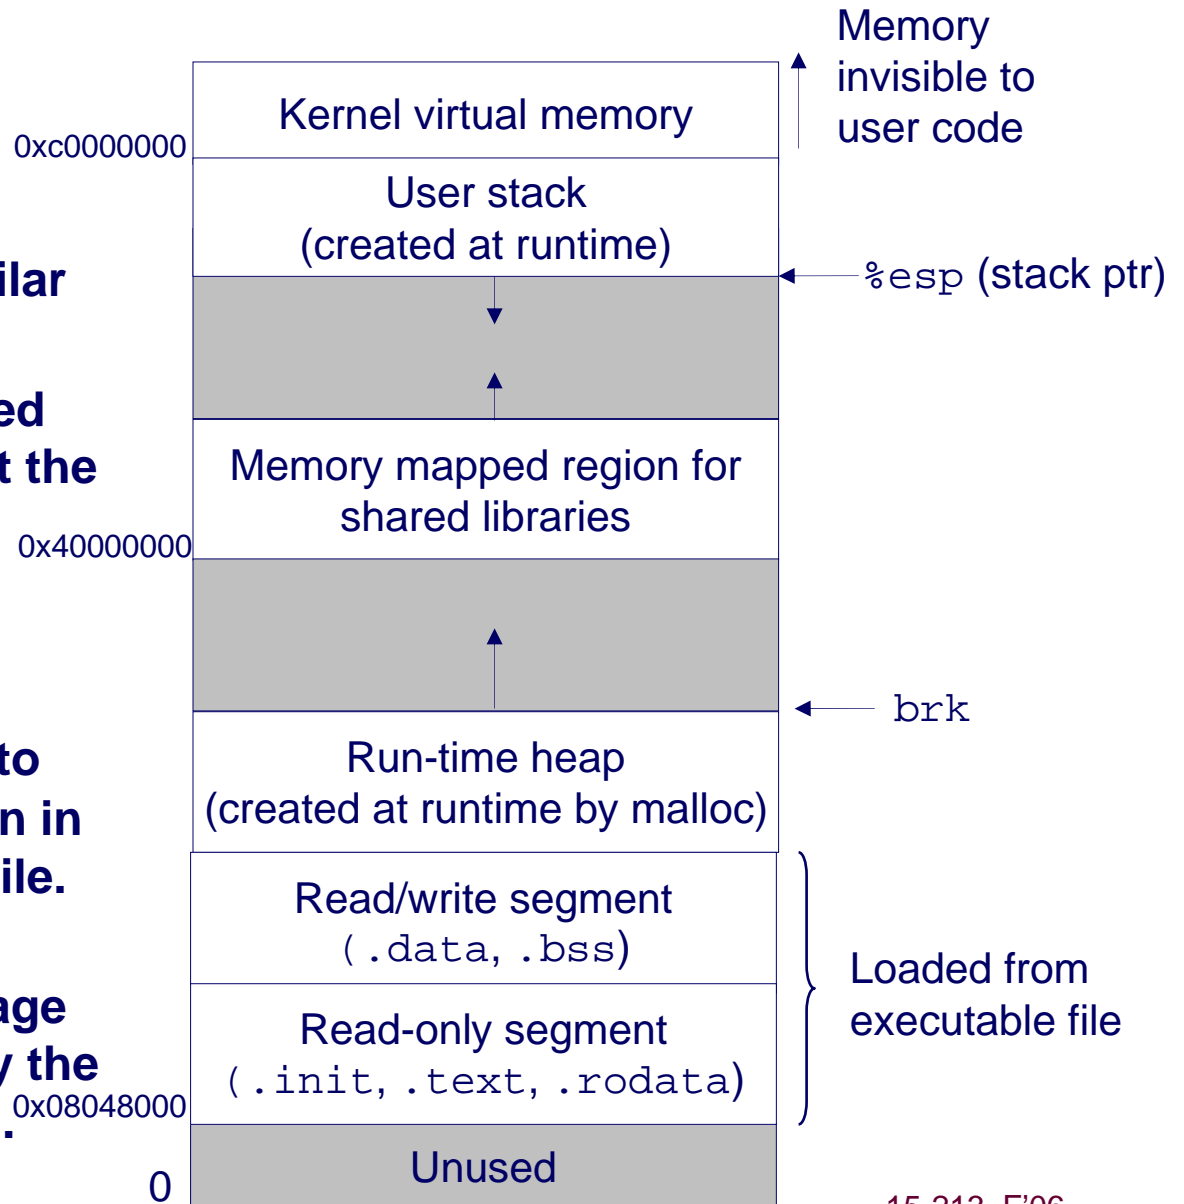 Memory
invisible to
user code
Kernel virtual memory
0xc0000000
User stack
(created at runtime)
%esp (stack ptr)
ed
t the
Memory mapped region for
shared libraries
0x40000000
brk
to
n in
file.
Run-time heap
(created at runtime by malloc)
Read/write segment
(.data, .bss)
Loaded from
executable file
age
y the
.
Read-only segment
(.init, .text, .rodata)
0x08048000
Unused
0